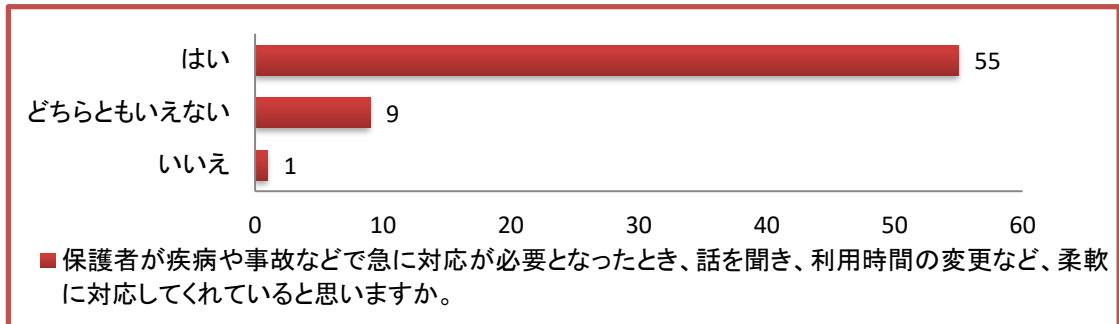 はい 55
どちらともいえない 9
いいえ 1
0 10 20 30 40 50 60
保護者が疾病や事故などで急に対応が必要となったとき、話を聞き、利用時間の変更など、柔軟
に対応してくれていると思いますか。